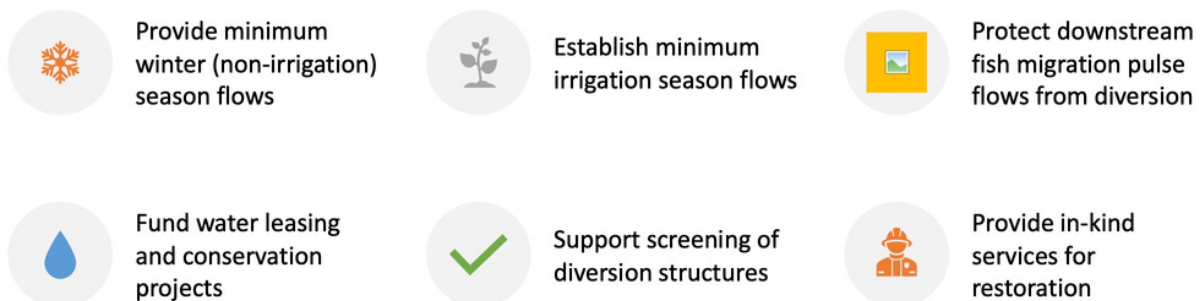 Provide minimum
winter (non-irrigation)
season flows
Establish minimum
irrigation season flows
Protect downstream
fish migration pulse
flows from diversion
Fund water leasing
and conservation
projects
Support screening of
diversion structures
Provide in-kind
services for
restoration